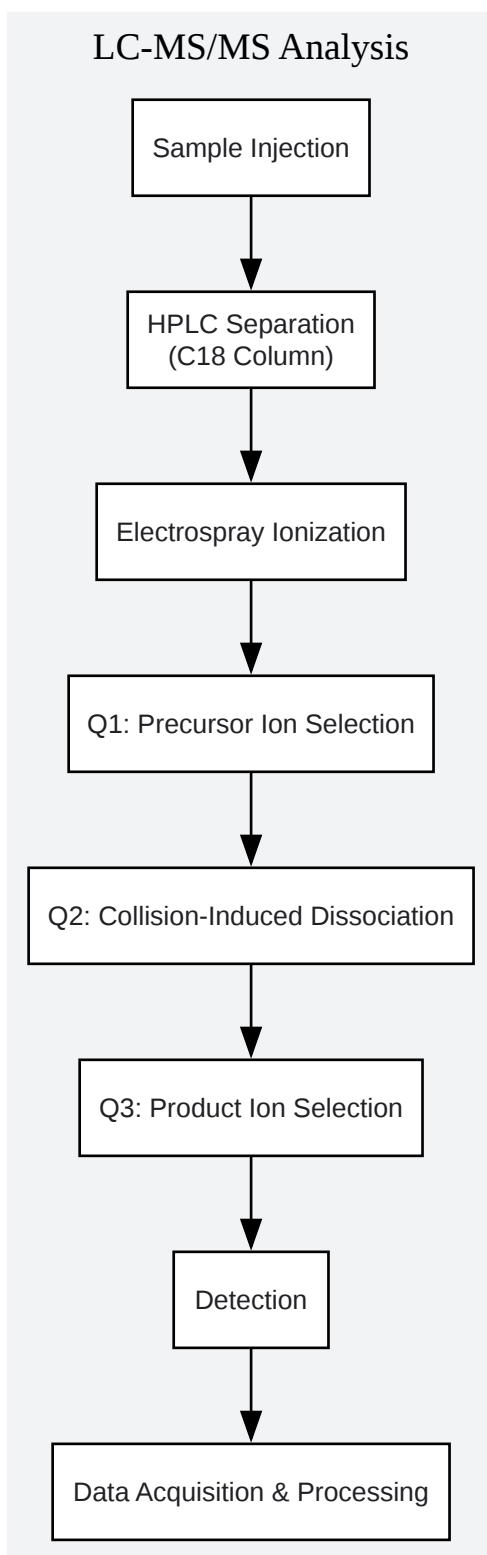 LC-MS/MS Analysis
Sample Injection
HPLC Separation
(C18 Column)
Electrospray Ionization
Q1: Precursor Ion Selection
Q2: Collision-Induced Dissociation
Q3: Product Ion Selection
Detection
Data Acquisition & Processing